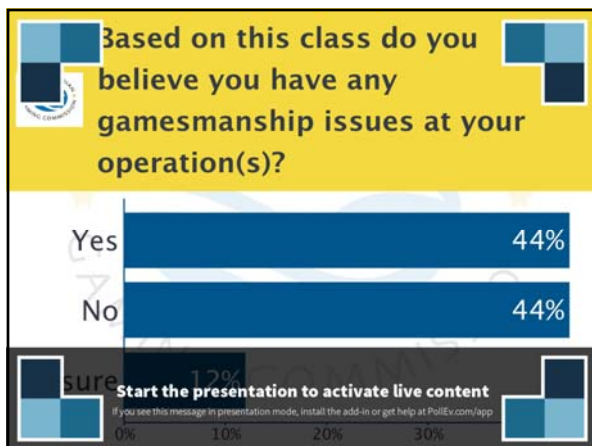 Based on this class do you
believe you have any
gamesmanship issues at your
operation(s)?
Yes
44%
No
44%
sure
12%
Start the presentation to activate live content
If you see this message in presentation mode, install the add-in or get help at PollEv.com/app
0%
10%
20%
30%